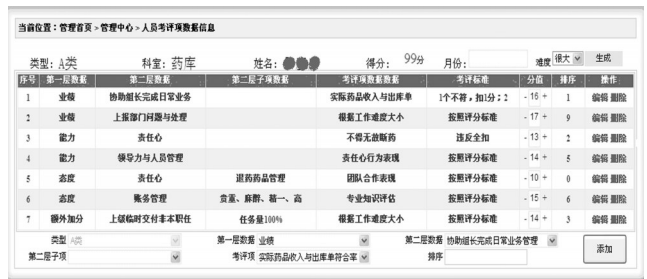 当前位置：管理首页>管理中心>人员考评项数据信息
类型：A类 科室：药库 姓名： 得分： 99分 月份： 难度 很大 生成
序号 第一层数据 第二层数据 第二层子项数据 考评项数据数据 考评标准 分值 排序 操作
1 业绩 协助组长完成日常业务 实际药品收入与出库单 1个不符，扣1分；2 - 16 + 1 编辑 删除
2 业绩 上报部门问题与处理 根据工作难度大小 按照评分标准 - 17 + 9 编辑 删除
3 能力 责任心 不得无故断药 违反全扣 - 13 + 2 编辑 删除
4 能力 领导力与人员管理 责任心行为表现 按照评分标准 - 14 + 5 编辑 删除
5 态度 责任心 退药药品管理 团队合作表现 按照评分标准 - 10 + 0 编辑 删除
6 态度 账务管理 贵重、麻醉、精一、高 专业知识评估 按照评分标准 - 15 + 6 编辑 删除
7 额外加分 上级临时交付非本职任 任务量100% 根据工作难度大小 按照评分标准 - 14 + 3 编辑 删除
类型 A类 第一层数据 业绩 第二层数据 协助组长完成日常业务管理 添加
第二层子项 考评项 实际药品收入与出库单符合率 排序